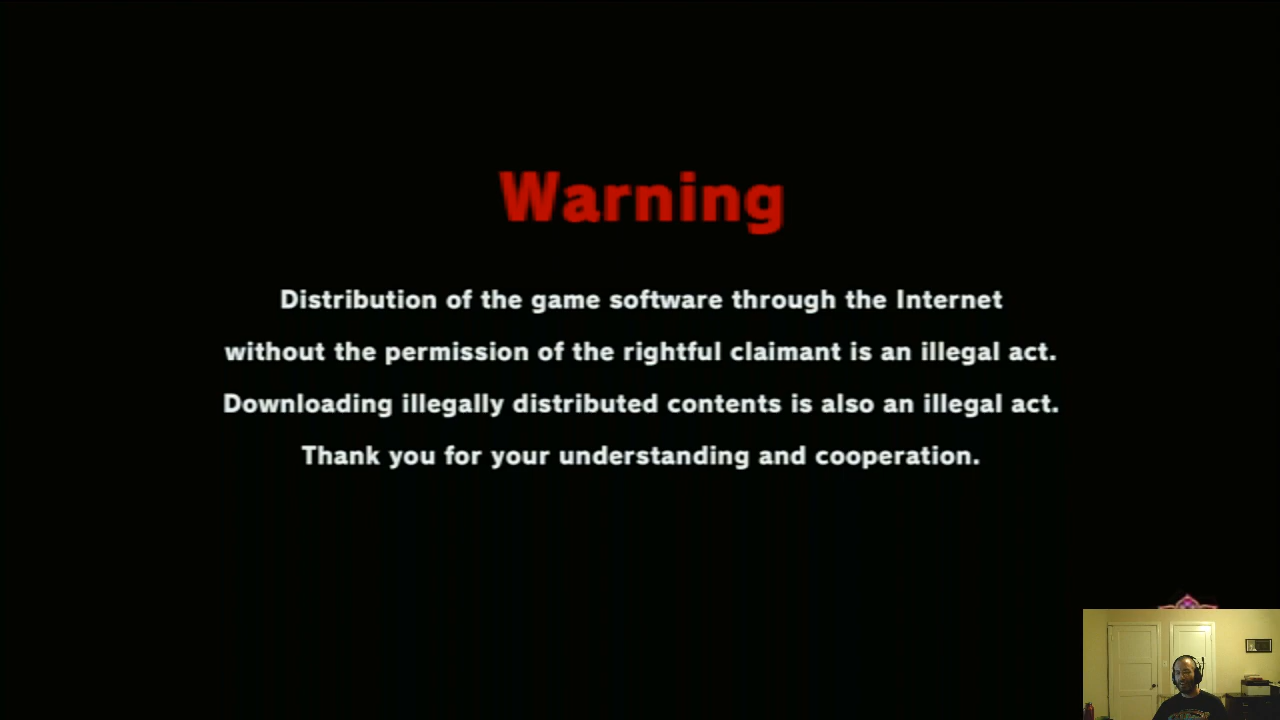 Warning
Distribution of the game software through the Internet
without the permission of the rightful claimant is an illegal act.
Downloading illegally distributed contents is also an illegal act.
Thank you for your understanding and cooperation.